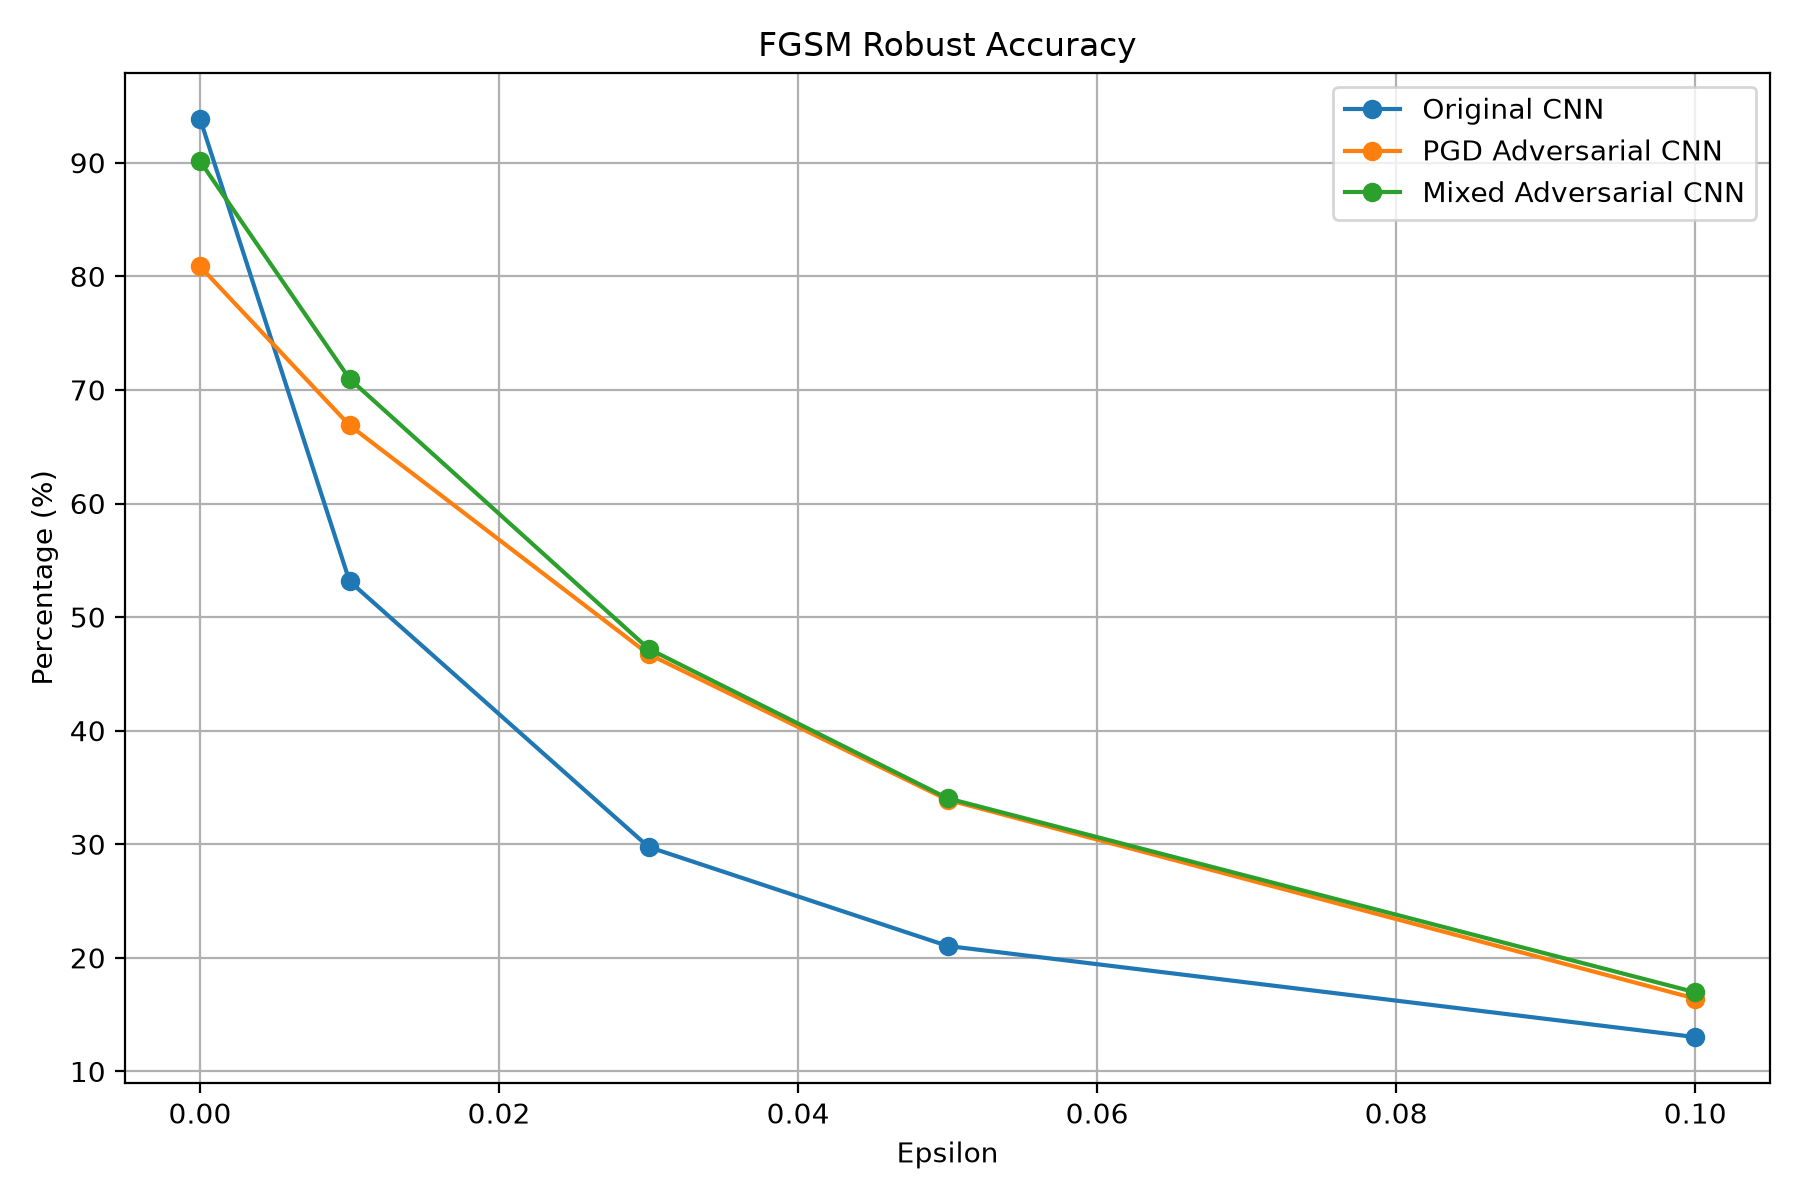 FGSM Robust Accuracy
Original CNN
PGD Adversarial CNN
Mixed Adversarial CNN
Percentage (%)
90
80
70
60
50
40
30
20
10
0.00 0.02 0.04 0.06 0.08 0.10
Epsilon